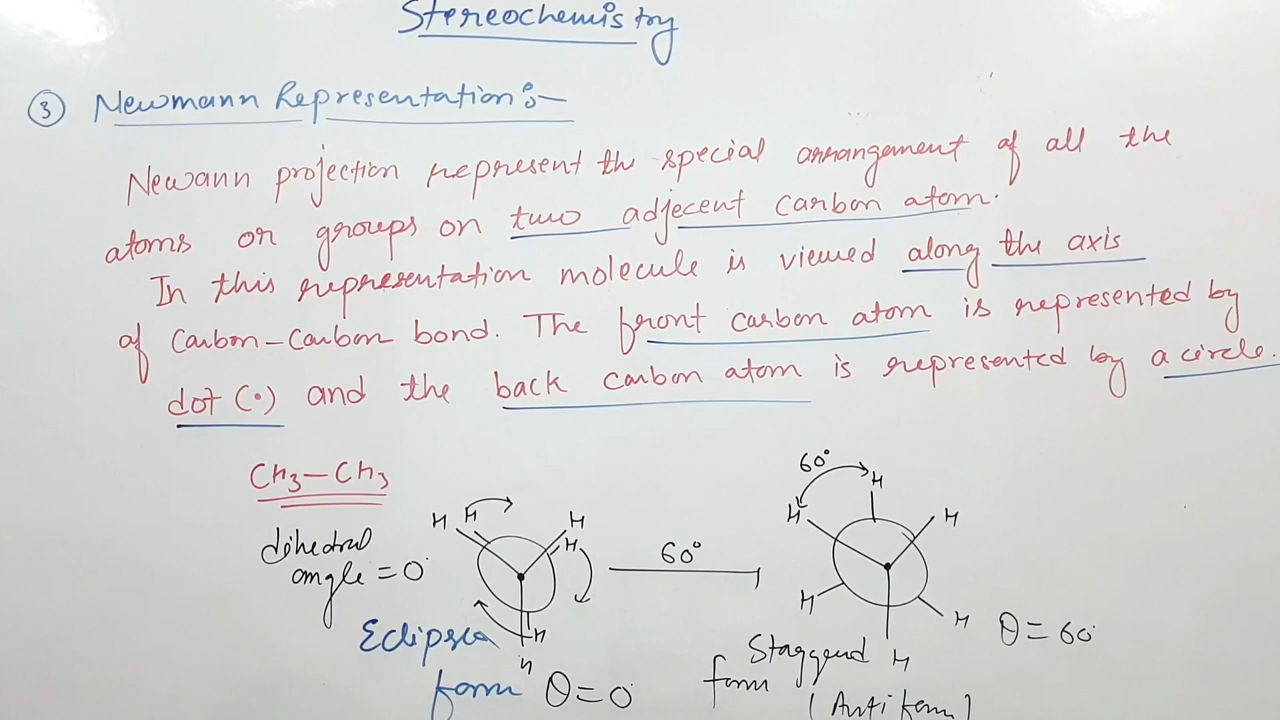 Stereochemistry
③ Newmann Representation:-
Newann projection represent the special arrangement of all the
atoms or groups on two adjecent carbon atom.
In this representation molecule is viewed along the axis
of Carbon-Carbon bond. The front carbon atom is represented by
dot (•) and the back carbon atom is represented by a circle.
CH3-CH3
dihedral
angle = 0°
H H H H H H
Eclipsed
form θ=0°
60°
60°
H H H H H H
θ=60°
Staggered
form
(Anti form)